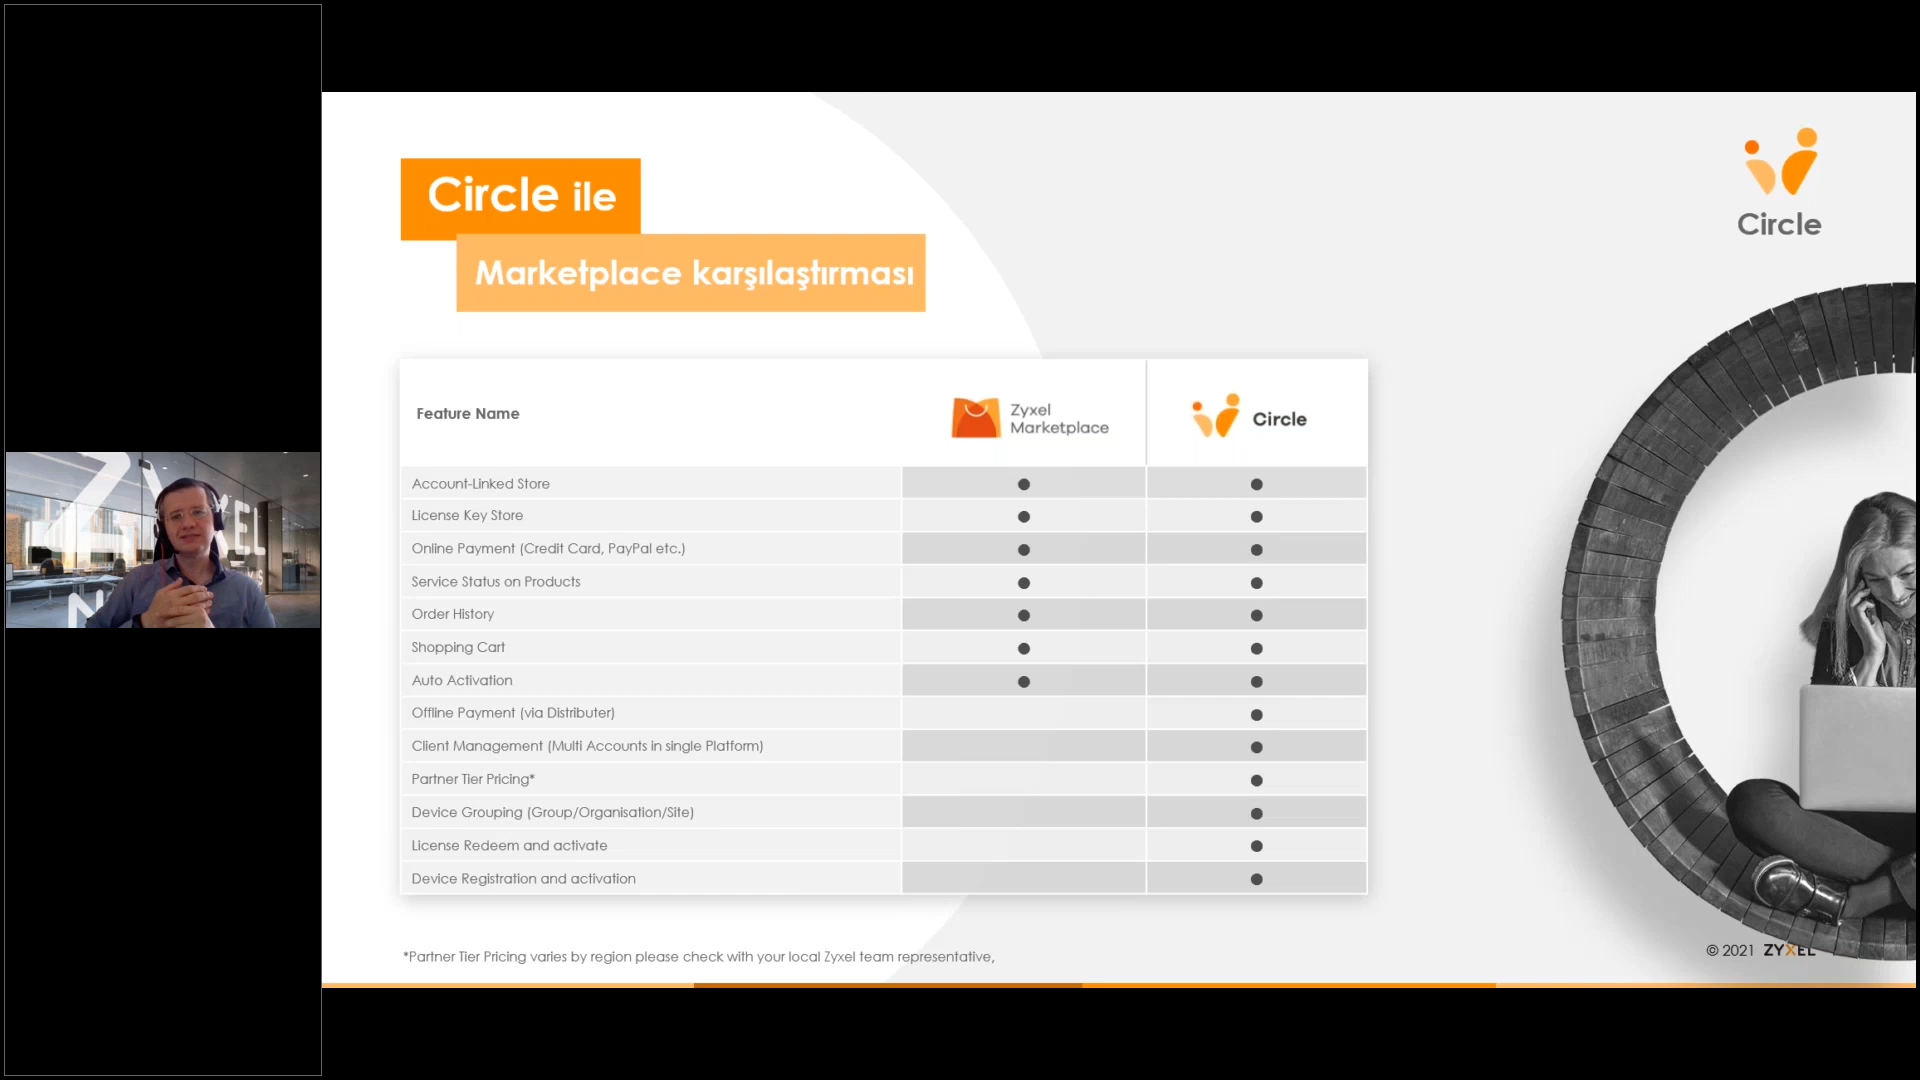 Circle ile
Marketplace karşılaştırması
Circle
Feature Name
Zyxel
Marketplace
Circle
Account-Linked Store
License Key Store
Online Payment (Credit Card, PayPal etc.)
Service Status on Products
Order History
Shopping Cart
Auto Activation
Offline Payment (via Distributer)
Client Management (Multi Accounts in single Platform)
Partner Tier Pricing*
Device Grouping (Group/Organisation/Site)
License Redeem and activate
Device Registration and activation
*Partner Tier Pricing varies by region please check with your local Zyxel team representative,
© 2021 ZYXEL